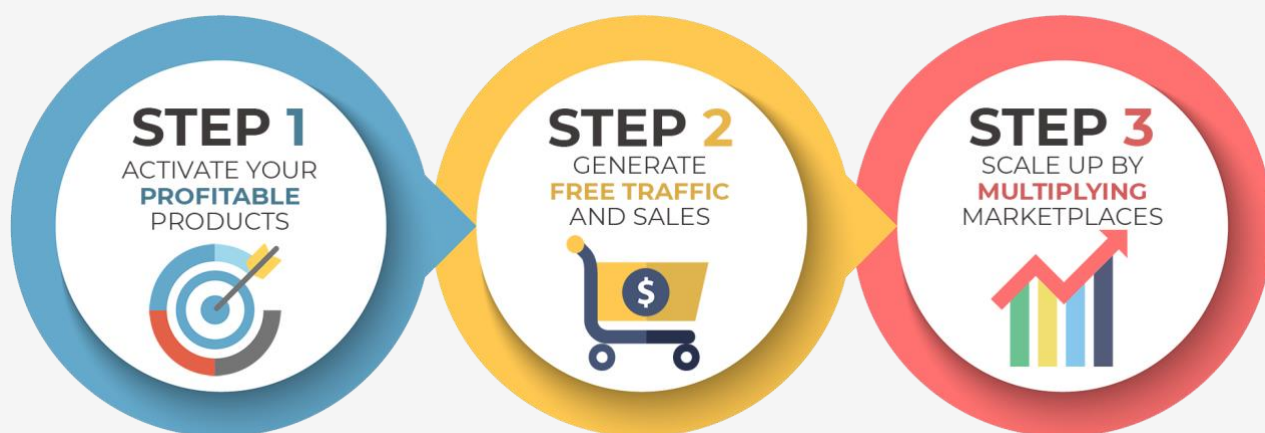 STEP 1
ACTIVATE YOUR
PROFITABLE
PRODUCTS
STEP 2
GENERATE
FREE TRAFFIC
AND SALES
$
STEP 3
SCALE UP BY
MULTIPLYING
MARKETPLACES